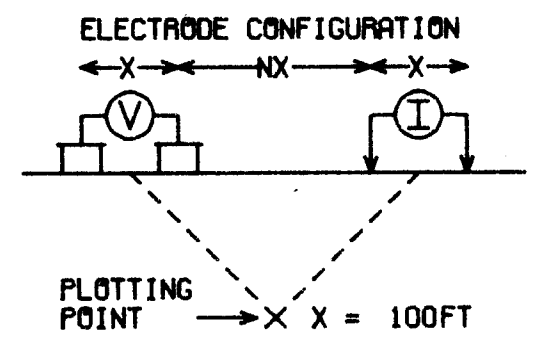 ELECTRODE CONFIGURATION
X NX X
V I
PLOTTING
POINT X X = 100FT